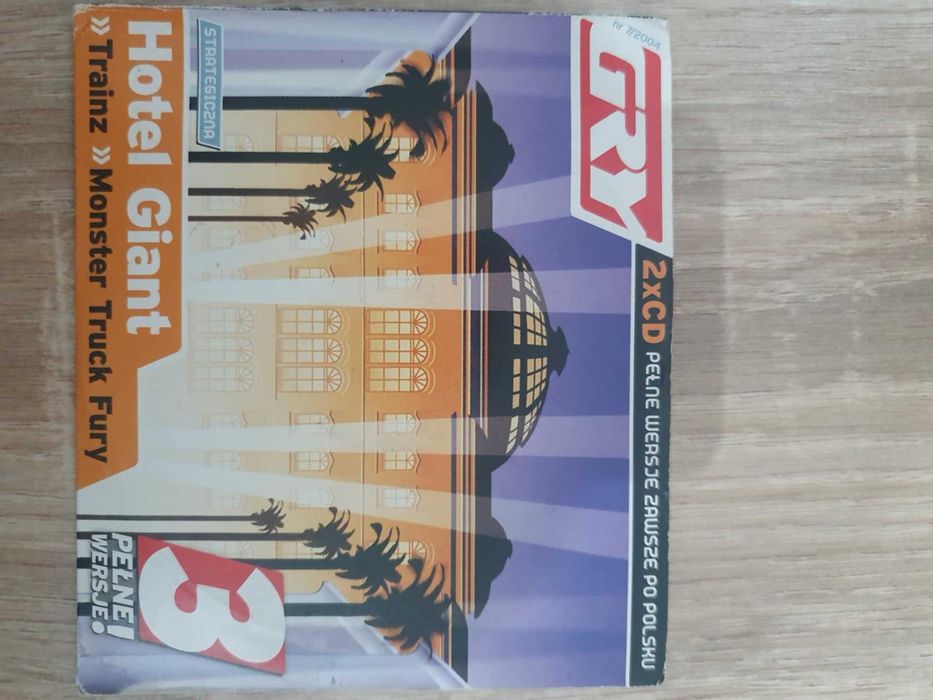 nr 7/2004
GRY
2xCD PEŁNE WERSJE ZAWSZE PO POLSKU
STRATEGICZNA
Hotel Giant
» Trainz » Monster Truck Fury
3
PEŁNE
WERSJE!